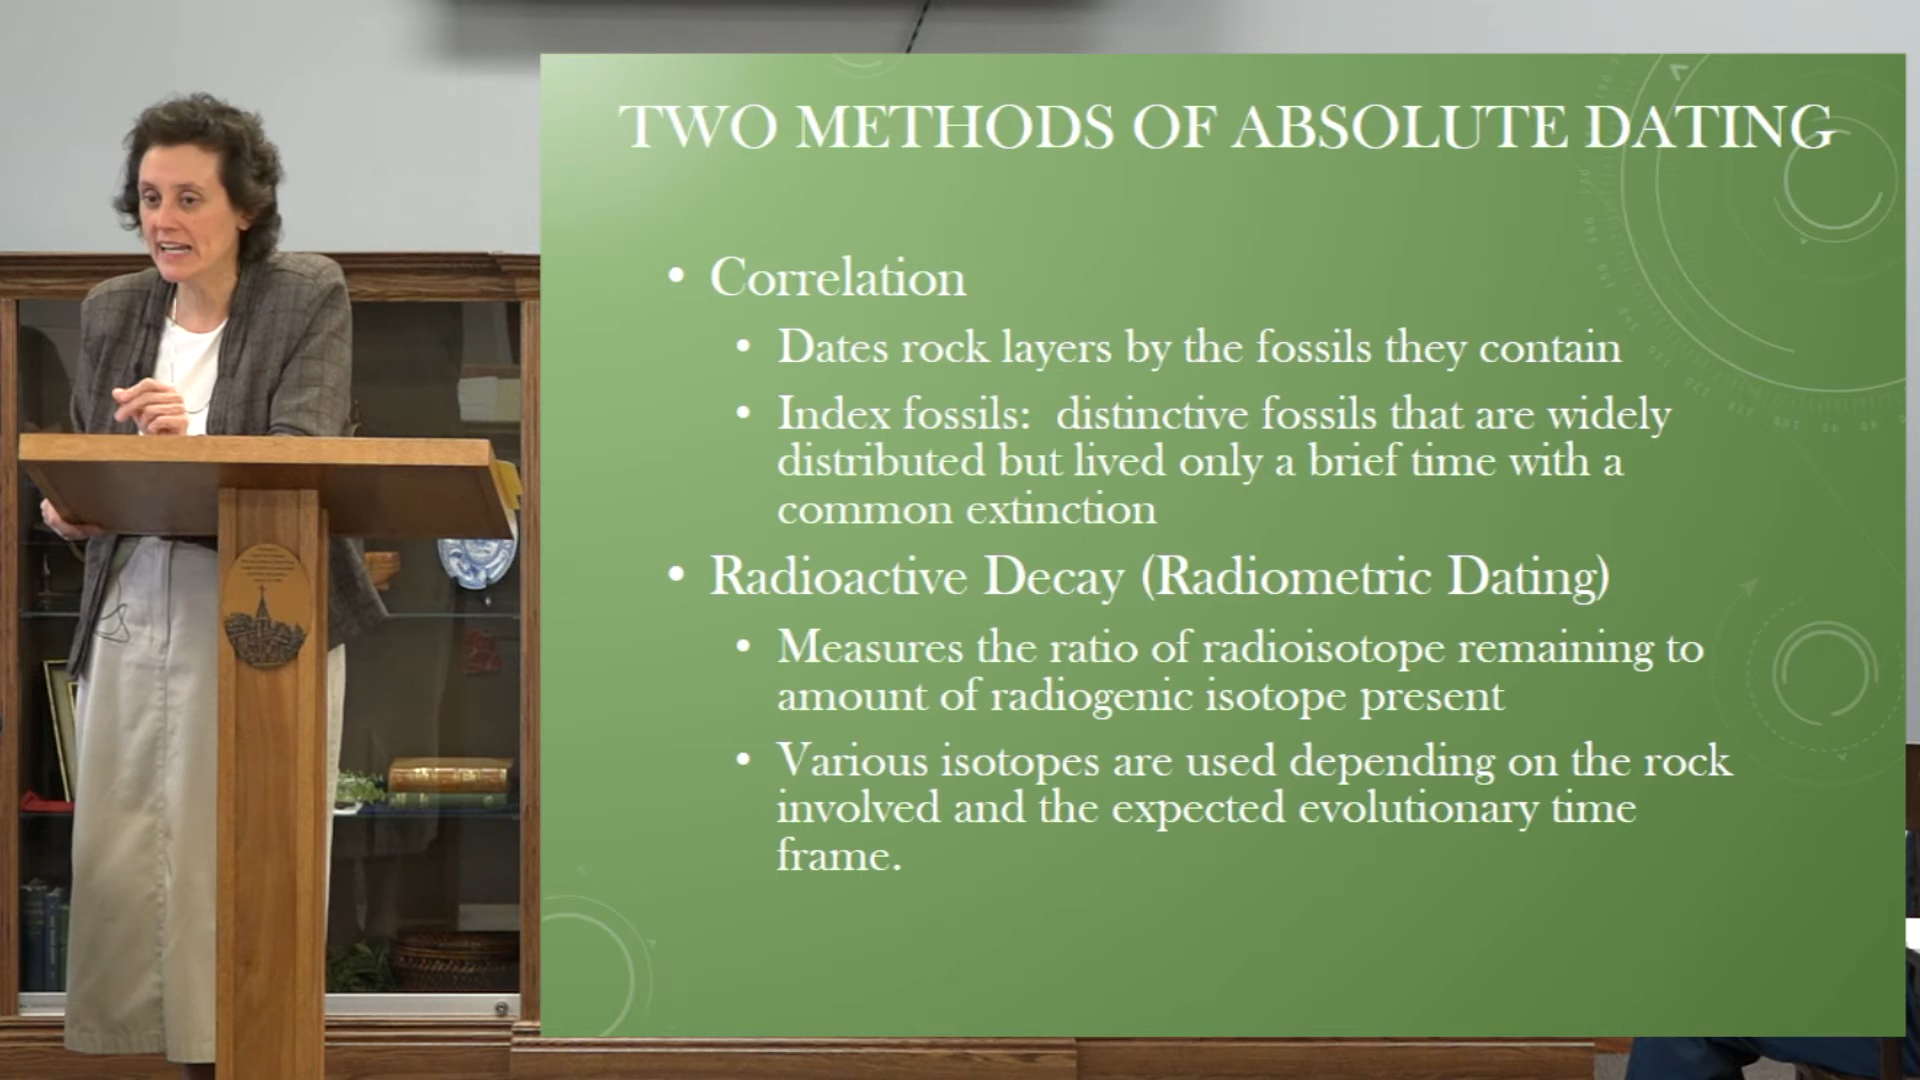 TWO METHODS OF ABSOLUTE DATING
• Correlation
• Dates rock layers by the fossils they contain
• Index fossils: distinctive fossils that are widely
distributed but lived only a brief time with a
common extinction
• Radioactive Decay (Radiometric Dating)
• Measures the ratio of radioisotope remaining to
amount of radiogenic isotope present
• Various isotopes are used depending on the rock
involved and the expected evolutionary time
frame.